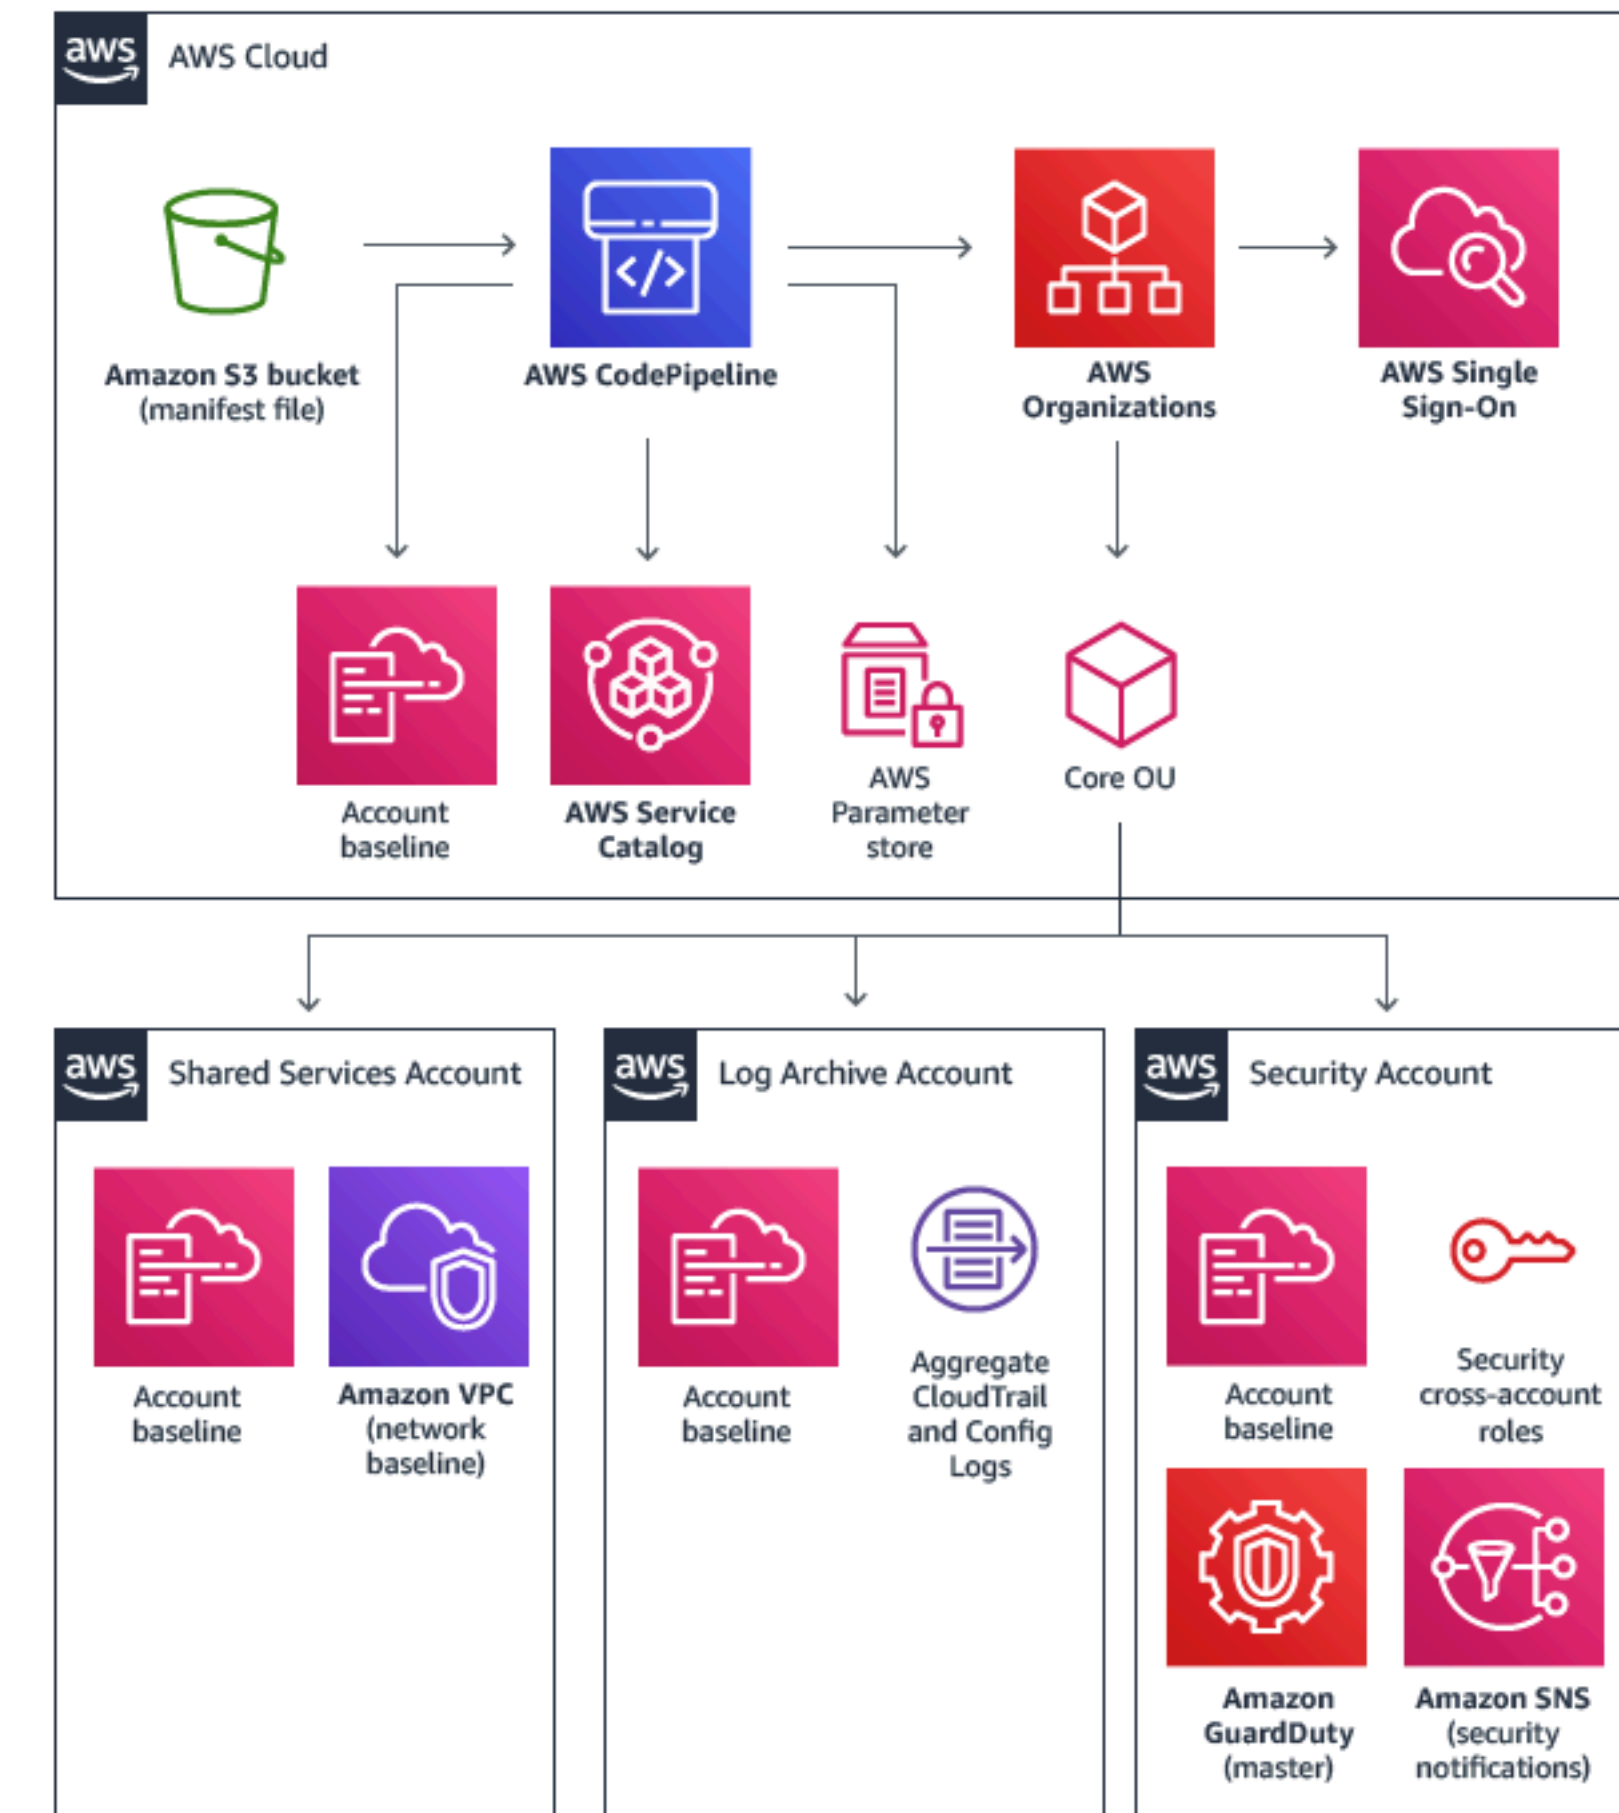 aws
AWS Cloud
Amazon S3 bucket
(manifest file)
AWS CodePipeline
AWS
Organizations
AWS Single
Sign-On
Account
baseline
AWS Service
Catalog
AWS
Parameter
store
Core OU
aws
Shared Services Account
Account
baseline
Amazon VPC
(network
baseline)
aws
Log Archive Account
Account
baseline
Aggregate
CloudTrail
and Config
Logs
aws
Security Account
Account
baseline
Security
cross-account
roles
Amazon
GuardDuty
(master)
Amazon SNS
(security
notifications)